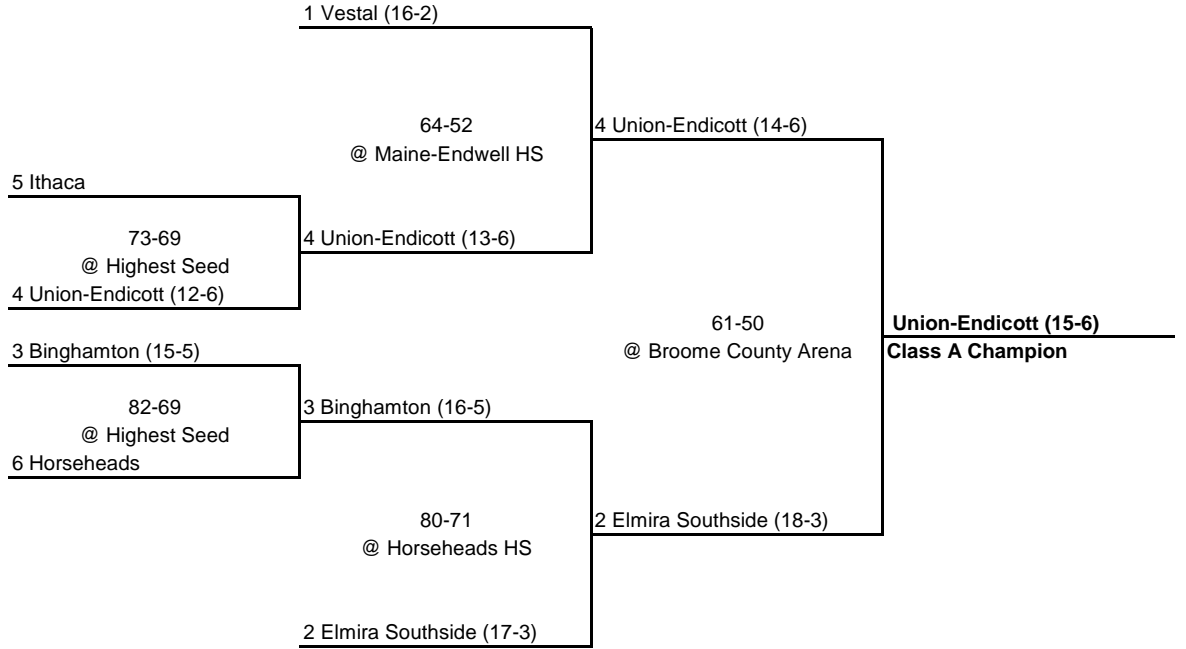 1 Vestal (16-2)
64-52
@ Maine-Endwell HS
4 Union-Endicott (14-6)
5 Ithaca
73-69
@ Highest Seed
4 Union-Endicott (13-6)
4 Union-Endicott (12-6)
61-50
@ Broome County Arena
Union-Endicott (15-6)
Class A Champion
3 Binghamton (15-5)
82-69
@ Highest Seed
3 Binghamton (16-5)
6 Horseheads
80-71
@ Horseheads HS
2 Elmira Southside (18-3)
2 Elmira Southside (17-3)